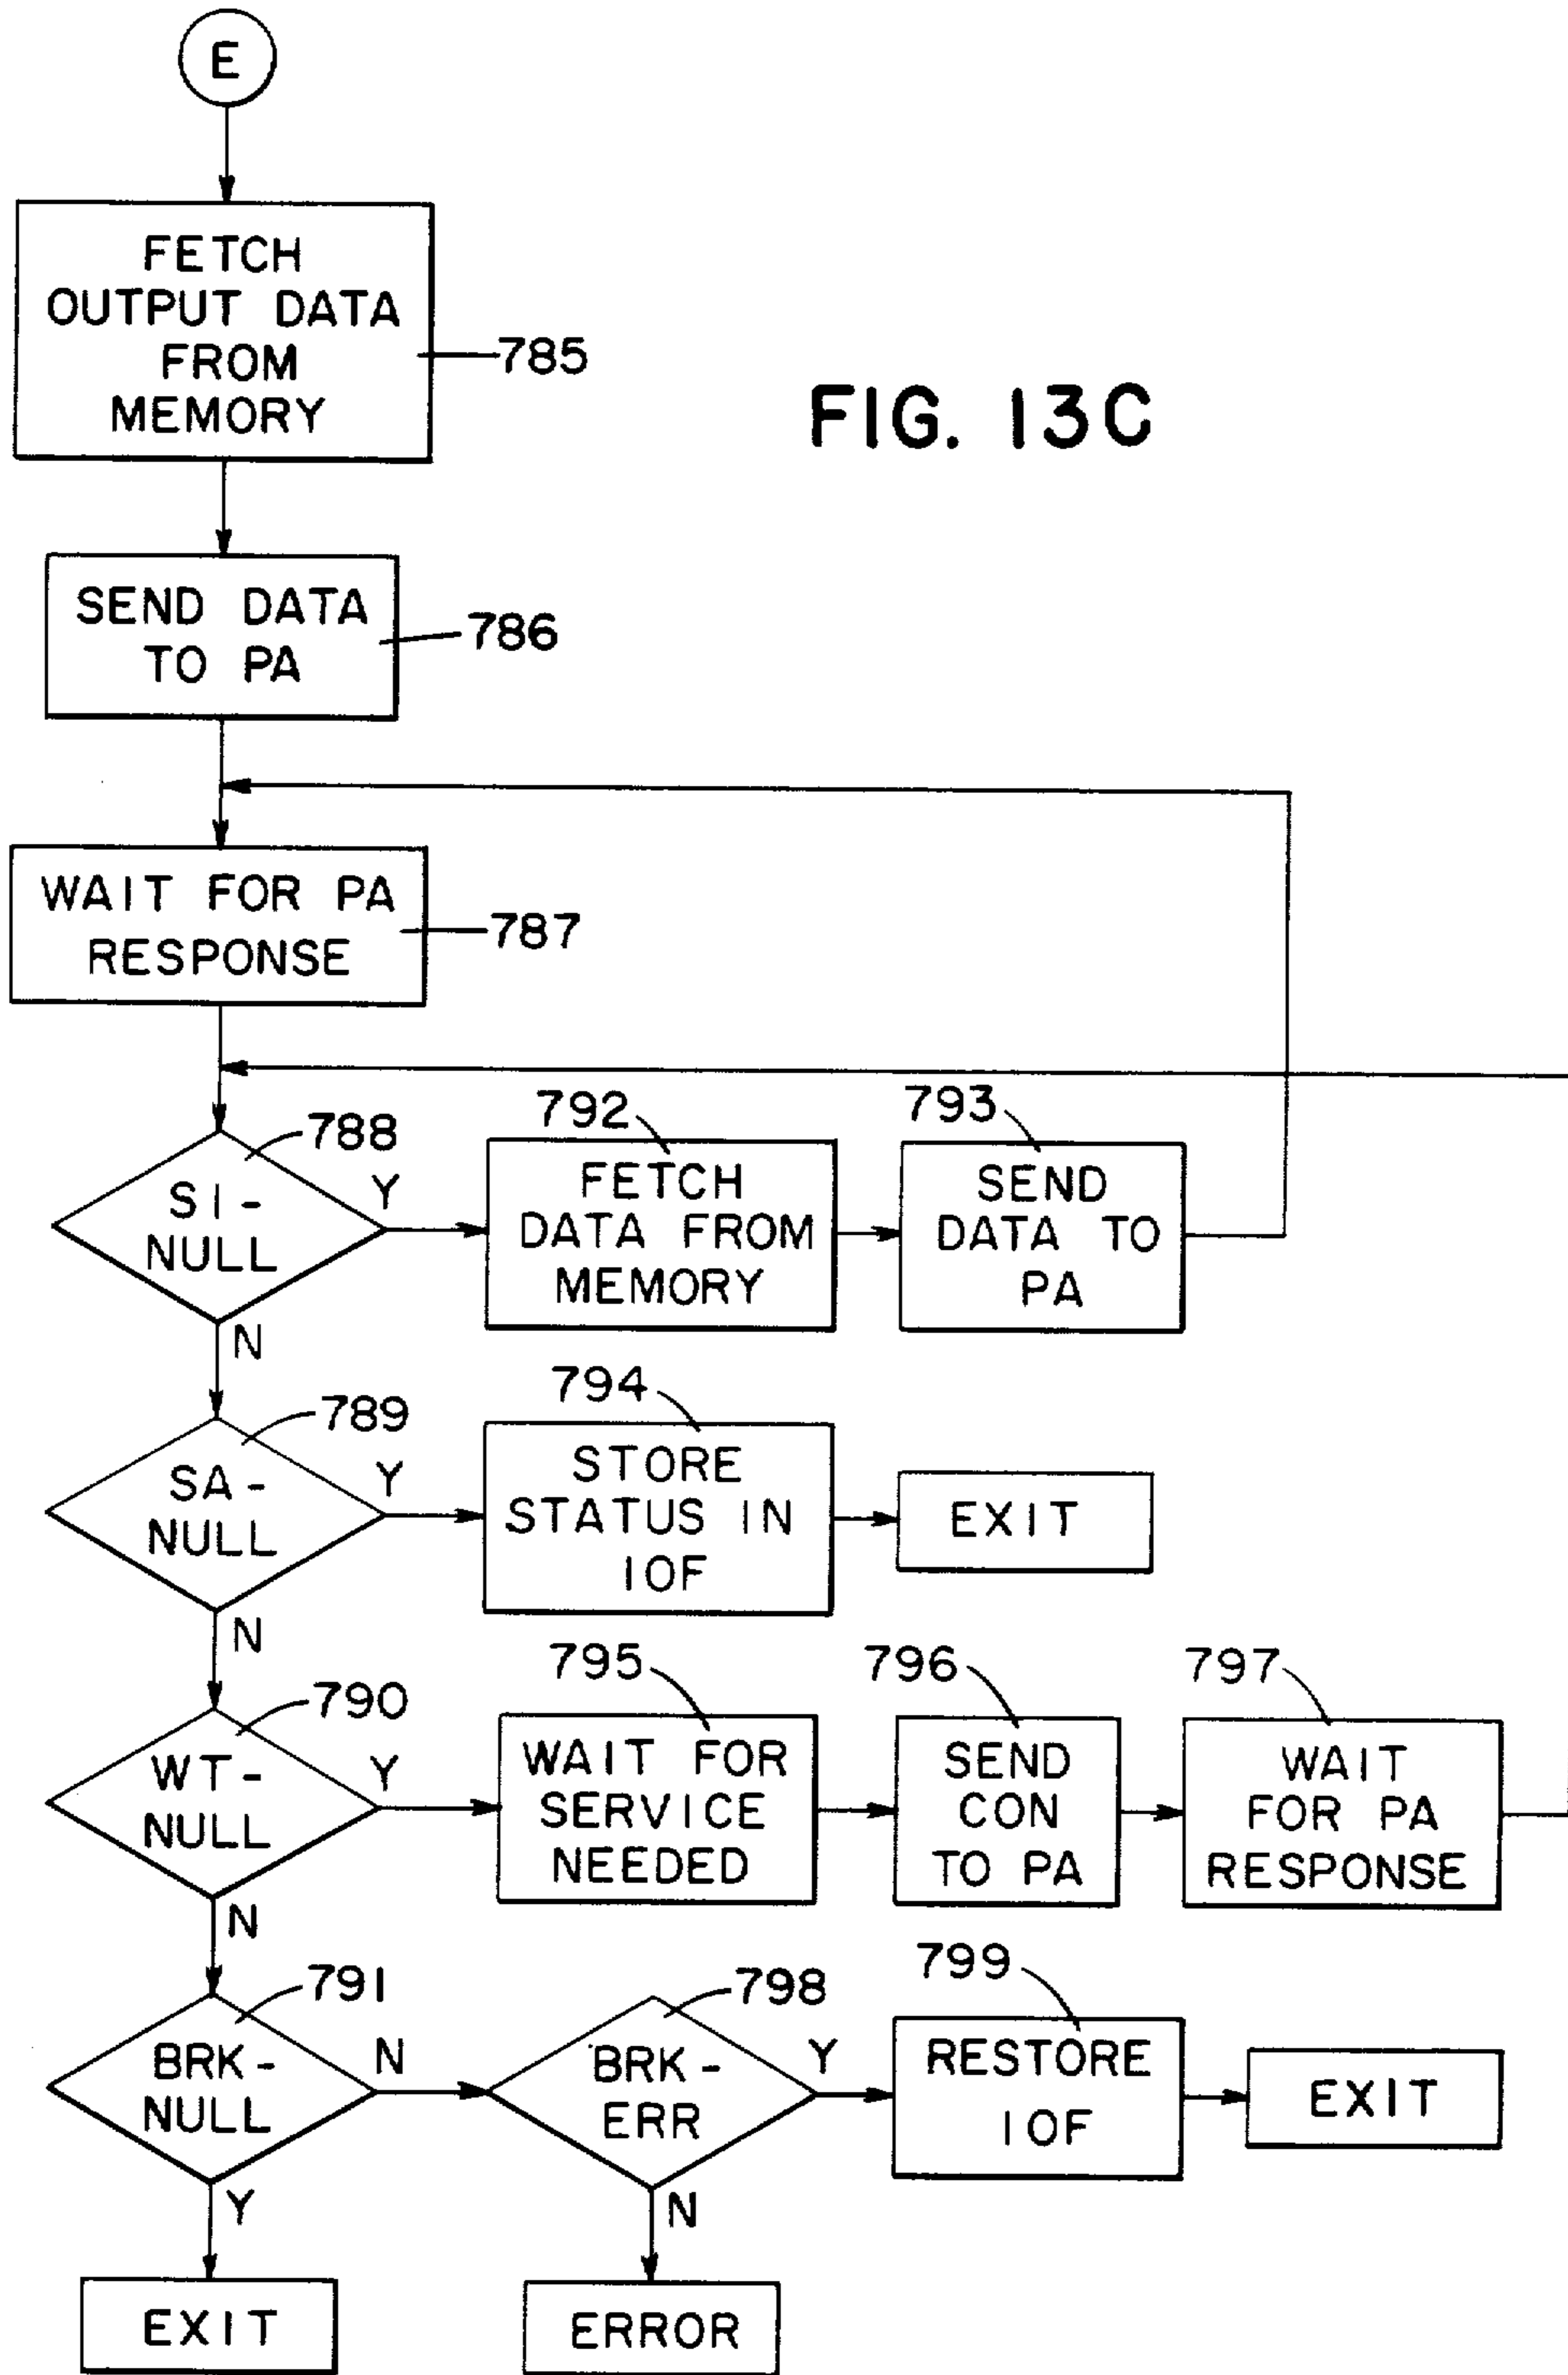 E
FETCH
OUTPUT DATA
FROM
MEMORY
785
FIG. 13C
SEND DATA
TO PA
786
WAIT FOR PA
RESPONSE
787
788
SI-
NULL
Y
N
792
FETCH
DATA FROM
MEMORY
793
SEND
DATA TO
PA
789
SA-
NULL
Y
N
794
STORE
STATUS IN
IOF
EXIT
790
WT-
NULL
Y
N
795
WAIT FOR
SERVICE
NEEDED
796
SEND
CON
TO PA
797
WAIT
FOR PA
RESPONSE
791
BRK-
NULL
N
Y
798
BRK-
ERR
Y
N
799
RESTORE
IOF
EXIT
EXIT
ERROR